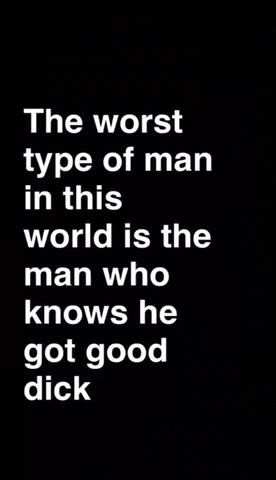 The worst
type of man
in this
world is the
man who
knows he
got good
dick